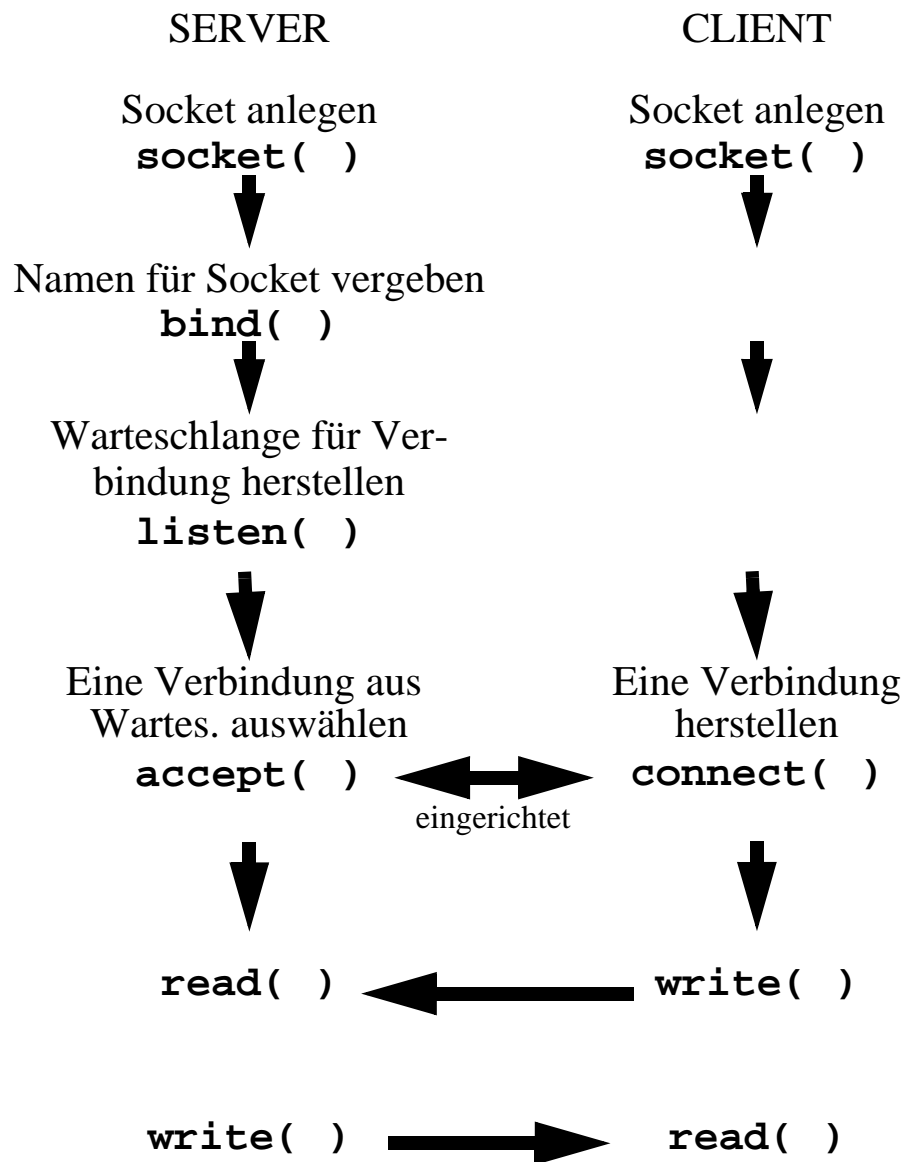 SERVER CLIENT
Socket anlegen Socket anlegen
socket( ) socket( )
Namen für Socket vergeben
bind( )
Warteschlange für Ver-
bindung herstellen
listen( )
Eine Verbindung aus Eine Verbindung
Wartes. auswählen herstellen
accept( ) connect( )
eingerichtet
read( ) write( )
write( ) read( )